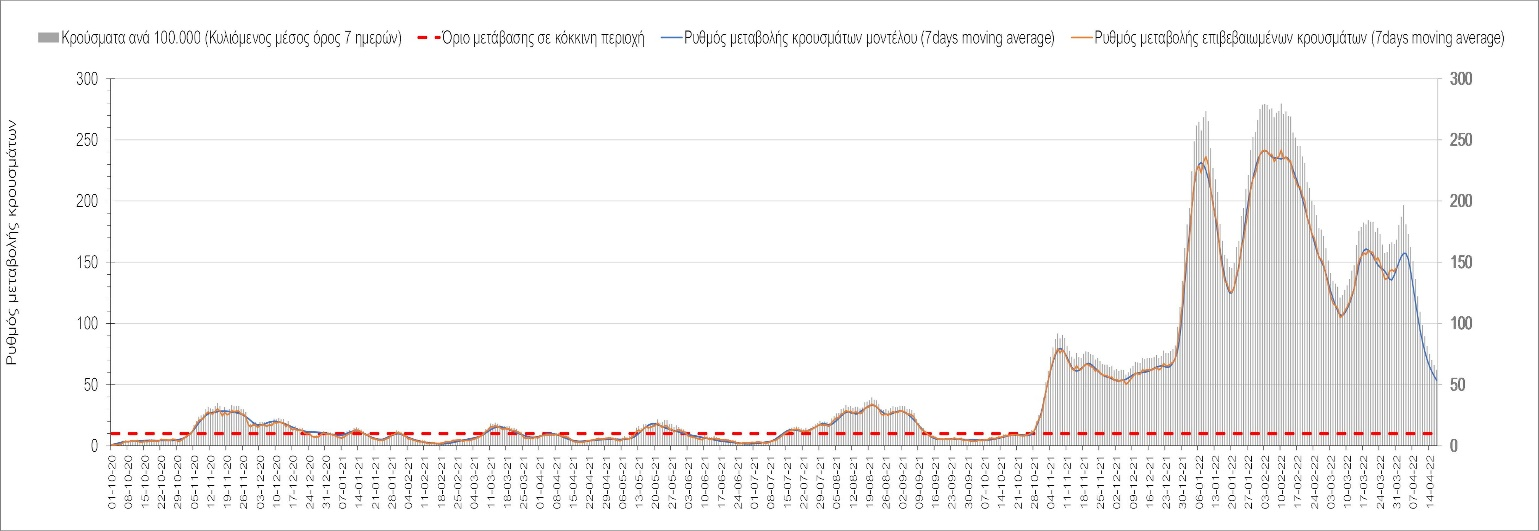 Κρούσματα ανά 100.000 (Κυλιόμενος μέσος όρος 7 ημερών) Όριο μετάβασης σε κόκκινη περιοχή Ρυθμός μεταβολής κρουσμάτων μοντέλου (7days moving average) Ρυθμός μεταβολής επιβεβαιωμένων κρουσμάτων (7days moving average)
300 300
250 250
200 200
150 150
100 100
50 50
0 0
Ρυθμός μεταβολής κρουσμάτων
01-10-20 08-10-20 15-10-20 22-10-20 29-10-20 05-11-20 12-11-20 19-11-20 26-11-20 03-12-20 10-12-20 17-12-20 24-12-20 31-12-20 07-01-21 14-01-21 21-01-21 28-01-21 04-02-21 11-02-21 18-02-21 25-02-21 04-03-21 11-03-21 18-03-21 25-03-21 01-04-21 08-04-21 15-04-21 22-04-21 29-04-21 06-05-21 13-05-21 20-05-21 27-05-21 03-06-21 10-06-21 17-06-21 24-06-21 01-07-21 08-07-21 15-07-21 22-07-21 29-07-21 05-08-21 12-08-21 19-08-21 26-08-21 02-09-21 09-09-21 16-09-21 23-09-21 30-09-21 07-10-21 14-10-21 21-10-21 28-10-21 04-11-21 11-11-21 18-11-21 25-11-21 02-12-21 09-12-21 16-12-21 23-12-21 30-12-21 06-01-22 13-01-22 20-01-22 27-01-22 03-02-22 10-02-22 17-02-22 24-02-22 03-03-22 10-03-22 17-03-22 24-03-22 31-03-22 07-04-22 14-04-22